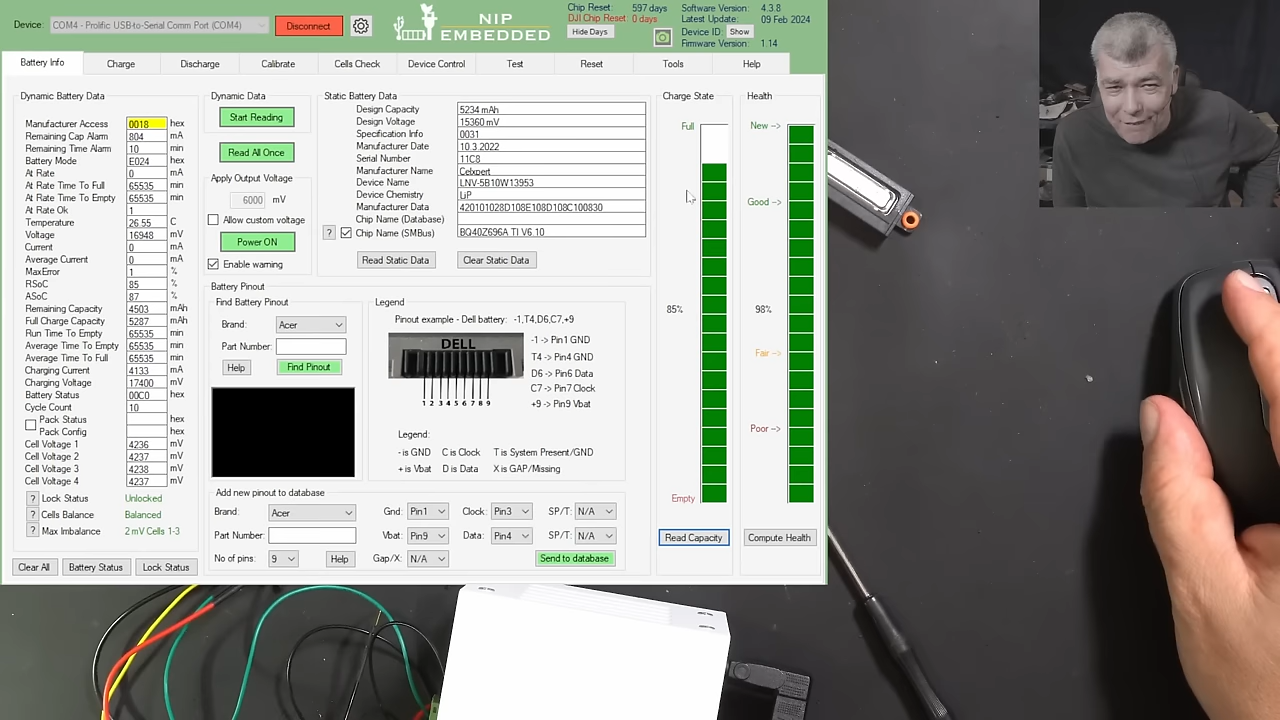 Device: COM4 - Prolific USB-to-Serial Comm Port (COM4) Disconnect
NIP
EMBEDDED
Chip Reset: 597 days
DJI Chip Reset: 0 days
Hide Days
Software Version: 4.3.8
Latest Update: 09 Feb 2024
Device ID: Show
Firmware Version: 1.14
Battery Info Charge Discharge Calibrate Cells Check Device Control Test Reset Tools Help
Dynamic Battery Data
Manufacturer Access 0018 hex
Remaining Cap Alarm 804 mA
Remaining Time Alarm 10 min
Battery Mode E024 hex
At Rate 0 mA
At Rate Time To Full 65535 min
At Rate Time To Empty 65535 min
At Rate Ok 1
Temperature 26.55 C
Voltage 16948 mV
Current 0 mA
Average Current 0 mA
MaxError 1 %
RSoC 85 %
ASoC 87 %
Remaining Capacity 4503 mAh
Full Charge Capacity 5287 mAh
Run Time To Empty 65535 min
Average Time To Empty 65535 min
Average Time To Full 65535 min
Charging Current 4133 mA
Charging Voltage 17400 mV
Battery Status 00C0 hex
Cycle Count 10
Pack Status hex
Pack Config hex
Cell Voltage 1 4236 mV
Cell Voltage 2 4237 mV
Cell Voltage 3 4238 mV
Cell Voltage 4 4237 mV
? Lock Status Unlocked
? Cells Balance Balanced
? Max Imbalance 2 mV Cells 1-3
Clear All Battery Status Lock Status
Dynamic Data
Start Reading
Read All Once
Apply Output Voltage
6000 mV
Allow custom voltage
Power ON
Enable warning
Static Battery Data
Design Capacity 5234 mAh
Design Voltage 15360 mV
Specification Info 0031
Manufacturer Date 10.3.2022
Serial Number 11C8
Manufacturer Name Celxpert
Device Name LNV-5B10W13953
Device Chemistry LiP
Manufacturer Data 420101028D108E108D108C100830
Chip Name (Database)
? Chip Name (SMBus) BQ40Z696A TI V6.10
Read Static Data Clear Static Data
Battery Pinout
Find Battery Pinout
Brand: Acer
Part Number:
Help Find Pinout
Legend
Pinout example - Dell battery: -1,T4,D6,C7,+9
DELL
1 2 3 4 5 6 7 8 9
-1 -> Pin1 GND
T4 -> Pin4 GND
D6 -> Pin6 Data
C7 -> Pin7 Clock
+9 -> Pin9 Vbat
Legend:
- is GND C is Clock T is System Present/GND
+ is Vbat D is Data X is GAP/Missing
Add new pinout to database
Brand: Acer Gnd: Pin1 Clock: Pin3 SP/T: N/A
Part Number: Vbat: Pin9 Data: Pin4 SP/T: N/A
No of pins: 9 Help Gap/X: N/A Send to database
Charge State
Full
85%
Empty
Read Capacity
Health
New ->
Good ->
98%
Fair ->
Poor ->
Compute Health